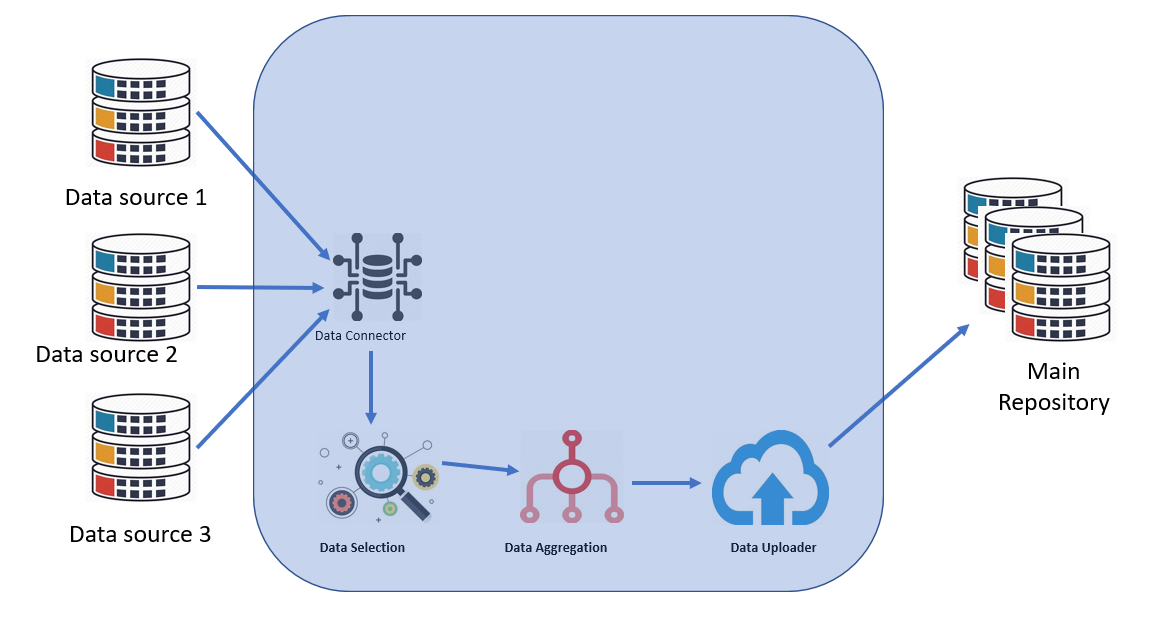 Data source 1
Data source 2
Data source 3
Data Connector
Data Selection
Data Aggregation
Data Uploader
Main
Repository